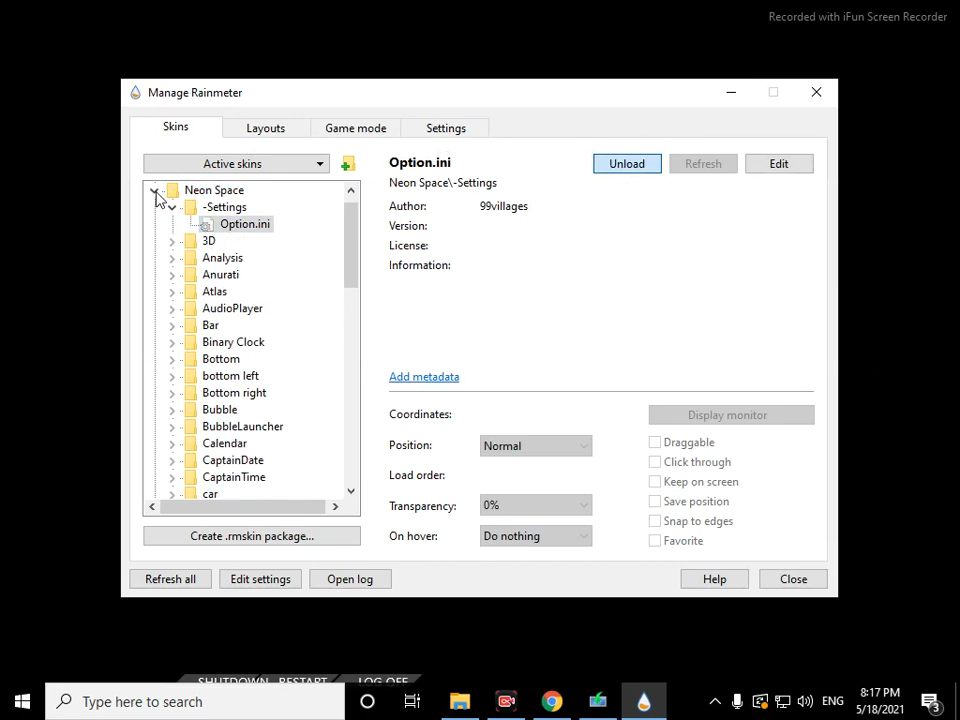 Recorded with iFun Screen Recorder
Manage Rainmeter
Skins
Layouts
Game mode
Settings
Active skins
Option.ini
Unload
Refresh
Edit
Neon Space\-Settings
Author:
99villages
Version:
License:
Information:
Neon Space
-Settings
Option.ini
3D
Analysis
Anurati
Atlas
AudioPlayer
Bar
Binary Clock
Bottom
bottom left
Bottom right
Bubble
BubbleLauncher
Calendar
CaptainDate
CaptainTime
car
Add metadata
Coordinates:
Display monitor
Position:
Normal
Draggable
Click through
Load order:
Keep on screen
Transparency:
0%
Save position
Snap to edges
On hover:
Do nothing
Favorite
Create .rmskin package...
Refresh all
Edit settings
Open log
Help
Close
SHUTDOWN
RESTART
LOG OFF
Type here to search
ENG
8:17 PM
5/18/2021
3